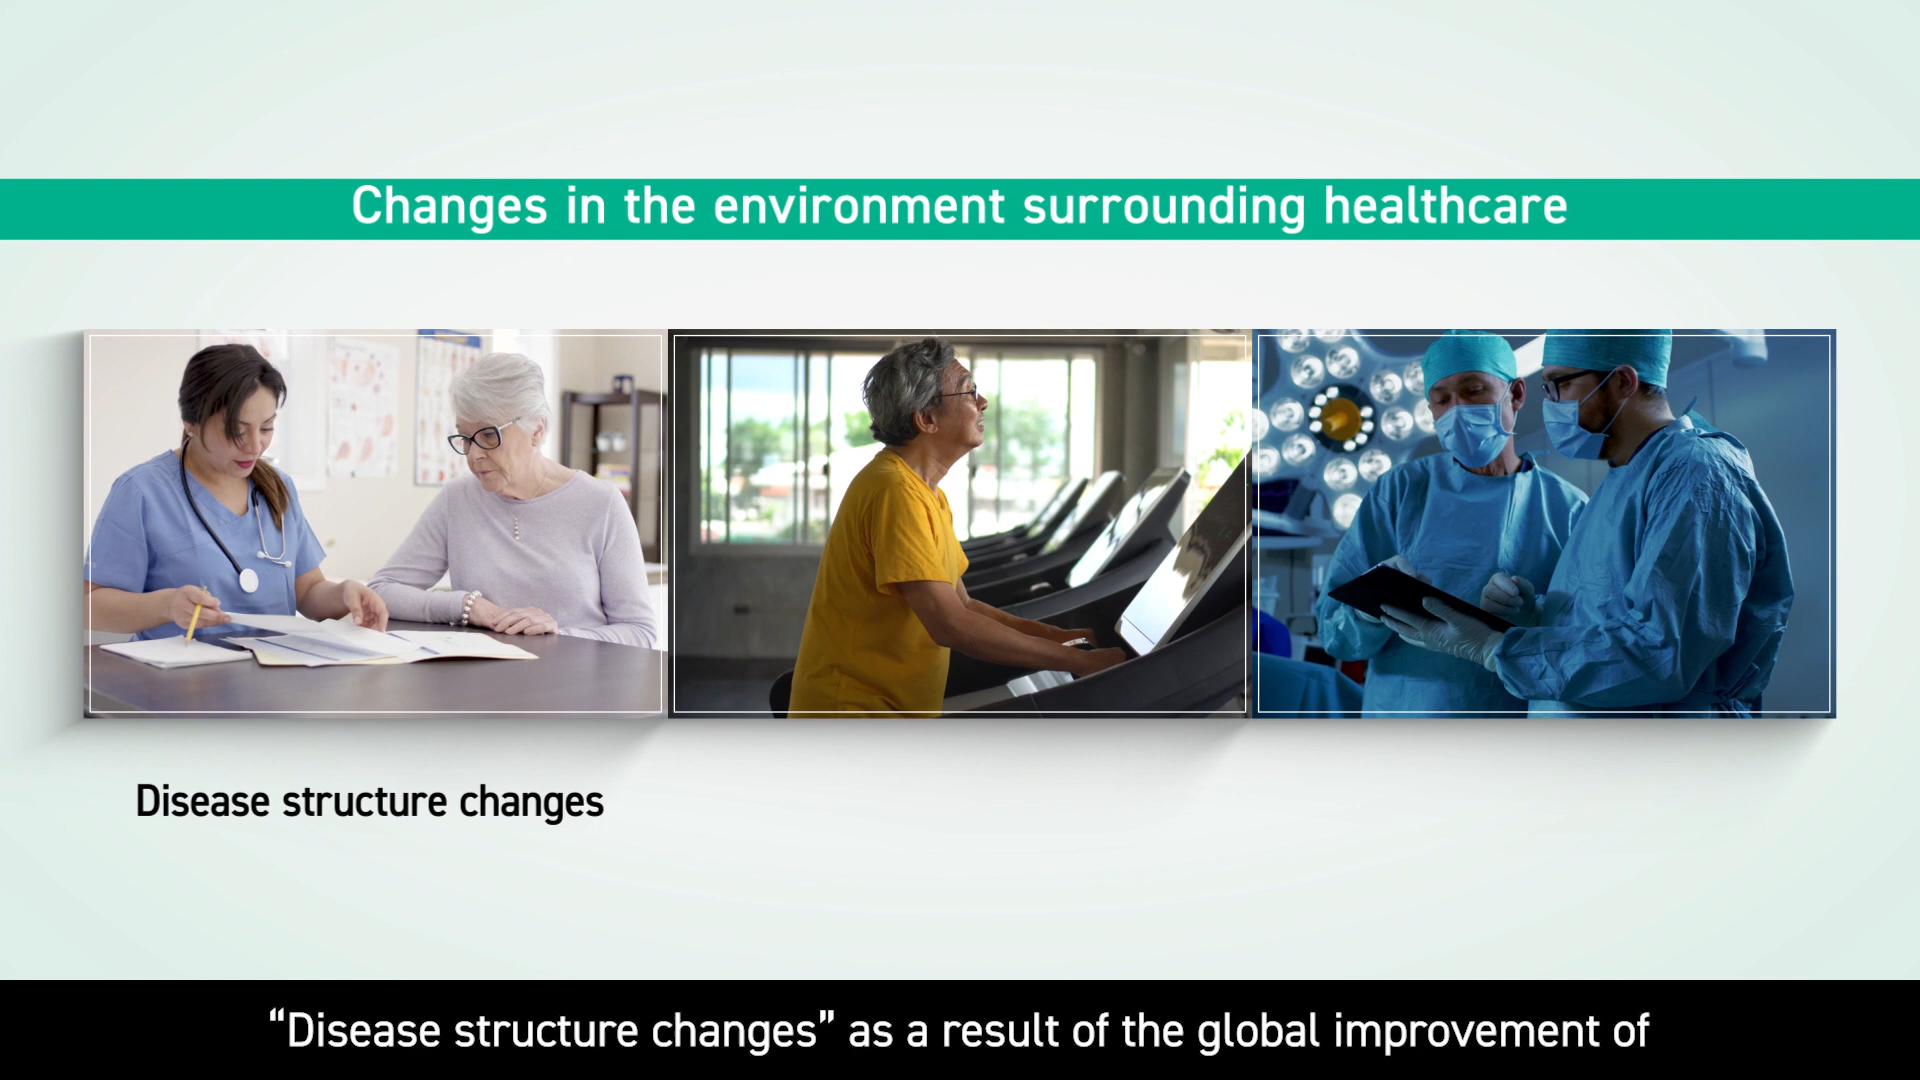 Changes in the environment surrounding healthcare
Disease structure changes
“Disease structure changes” as a result of the global improvement of